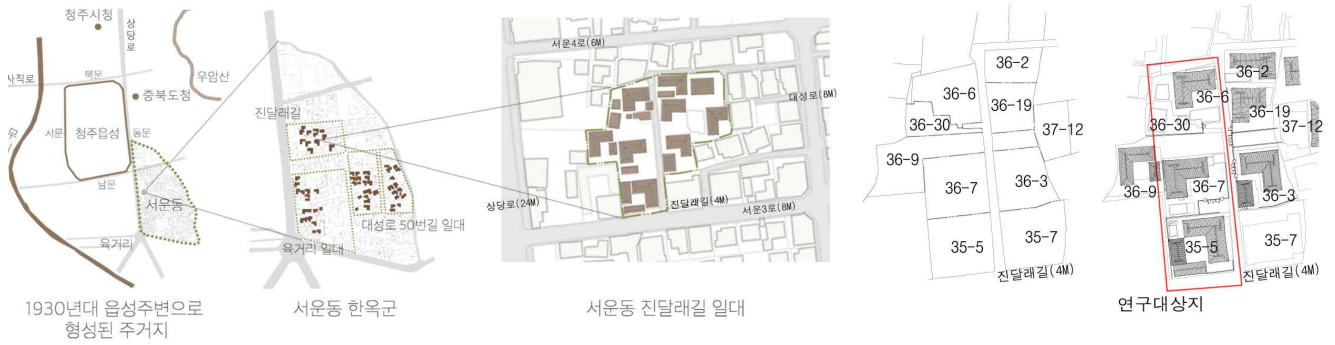 청주시청
상
당
로
사직로
북문
우암산
충북도청
서문
청주읍성
동문
남문
서운동
육거리
1930년대 읍성주변으로
형성된 주거지
진달래길
대성로 50번길 일대
육거리 일대
서운동 한옥군
서운4로(6M)
대성로(8M)
상당로(24M)
진달래길(4M)
서운3로(8M)
서운동 진달래길 일대
36-2
36-6
36-19
36-30
37-12
36-9
36-7
36-3
35-5
35-7
진달래길(4M)
36-2
36-6
36-19
36-30
37-12
36-9
36-7
36-3
35-5
35-7
진달래길(4M)
연구대상지